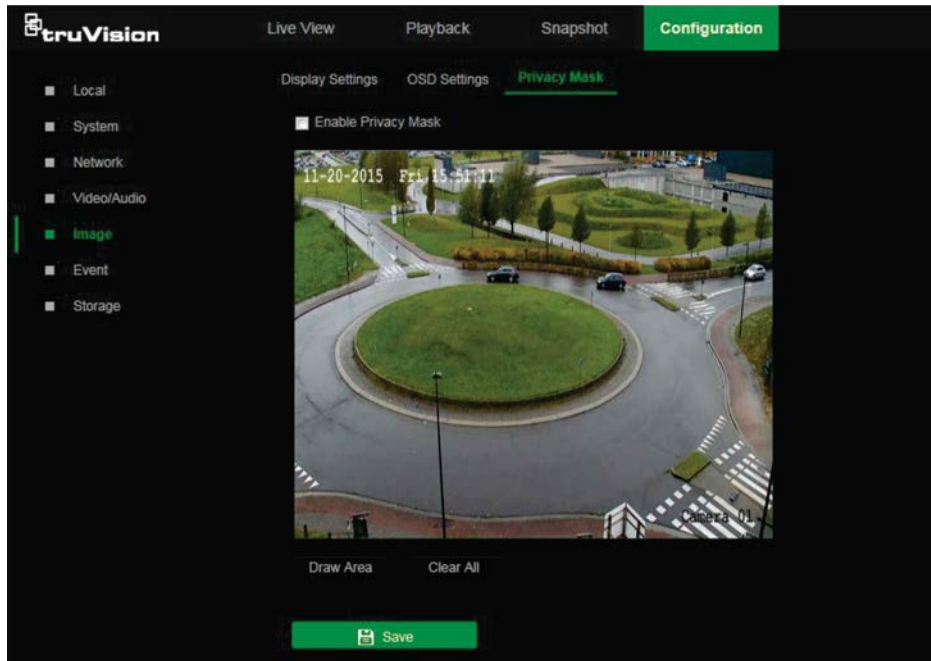 truVision
Live View Playback Snapshot Configuration
Display Settings OSD Settings Privacy Mask
Local
System
Network
Video/Audio
Image
Event
Storage
Enable Privacy Mask
11-20-2015 Fri 15:51:11
Camera 01
Draw Area Clear All
Save